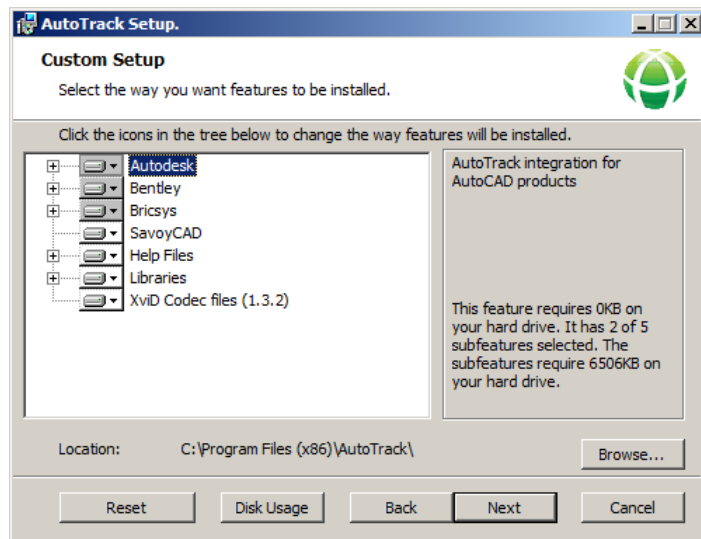 AutoTrack Setup.
Custom Setup
Select the way you want features to be installed.
Click the icons in the tree below to change the way features will be installed.
Autodesk
Bentley
Bricsys
SavoyCAD
Help Files
Libraries
XviD Codec files (1.3.2)
AutoTrack integration for
AutoCAD products
This feature requires 0KB on
your hard drive. It has 2 of 5
subfeatures selected. The
subfeatures require 6506KB on
your hard drive.
Location: C:\Program Files (x86)\AutoTrack\
Browse...
Reset Disk Usage Back Next Cancel